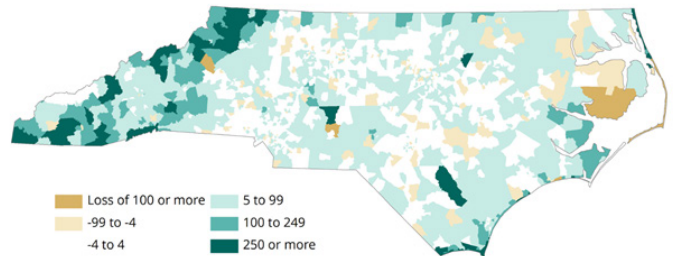 Loss of 100 or more
-99 to -4
-4 to 4
5 to 99
100 to 249
250 or more